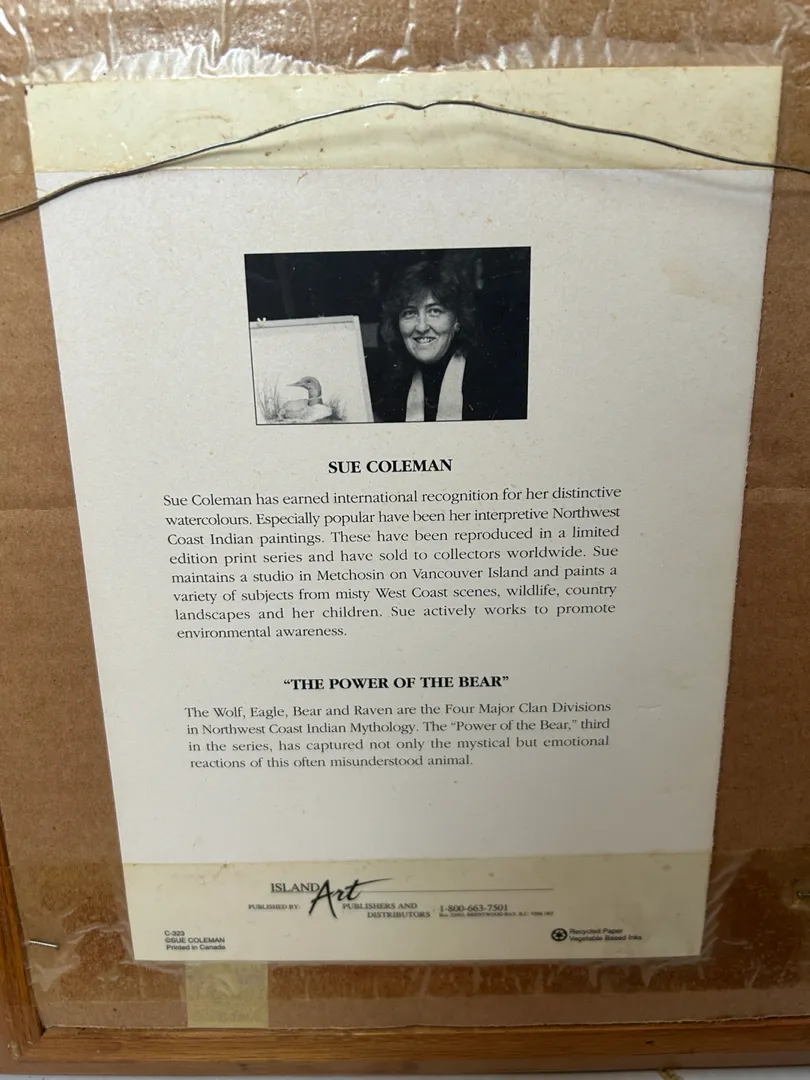 SUE COLEMAN
Sue Coleman has earned international recognition for her distinctive
watercolours. Especially popular have been her interpretive Northwest
Coast Indian paintings. These have been reproduced in a limited
edition print series and have sold to collectors worldwide. Sue
maintains a studio in Metchosin on Vancouver Island and paints a
variety of subjects from misty West Coast scenes, wildlife, country
landscapes and her children. Sue actively works to promote
environmental awareness.
“THE POWER OF THE BEAR”
The Wolf, Eagle, Bear and Raven are the Four Major Clan Divisions
in Northwest Coast Indian Mythology. The “Power of the Bear,” third
in the series, has captured not only the mystical but emotional
reactions of this often misunderstood animal.
ISLAND Art
PUBLISHED BY: PUBLISHERS AND 1-800-663-7501
DISTRIBUTORS BRENTWOOD BAY, B.C.
C-323
©SUE COLEMAN
Printed in Canada
Recycled Paper
Vegetable Based Inks